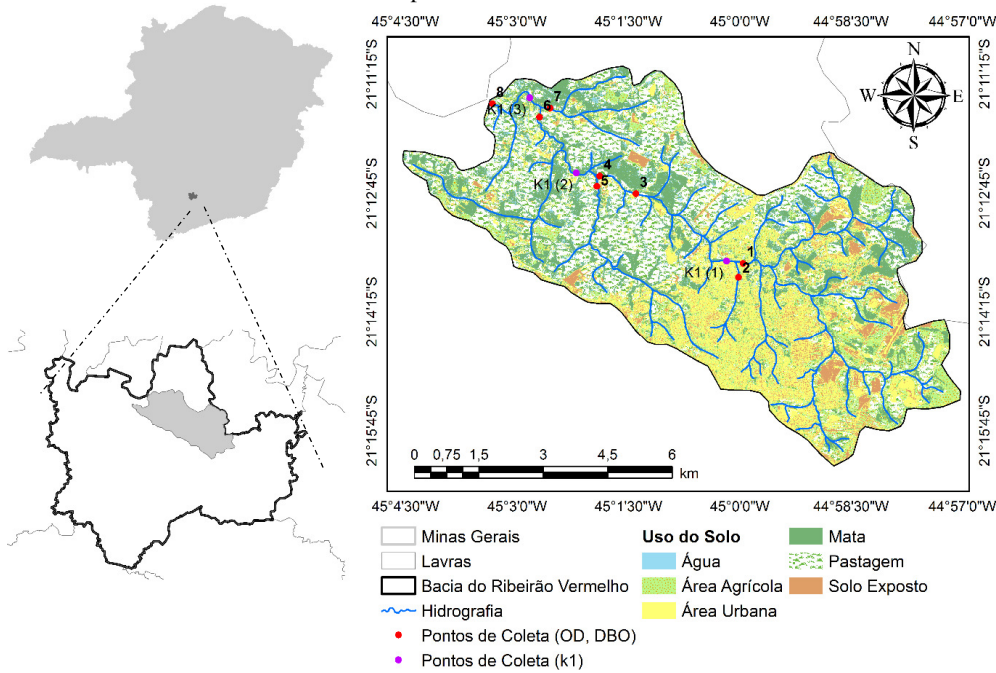 45°4'30"W 45°3'0"W 45°1'30"W 45°0'0"W 44°58'30"W 44°57'0"W
21°11'15"S
21°12'45"S
21°14'15"S
21°15'45"S
21°11'15"S
21°12'45"S
21°14'15"S
21°15'45"S
N
W E
S
8
7
K1 (3)
6
4
K1 (2)
5
3
1
K1 (1)
2
0 0,75 1,5 3 4,5 6
km
45°4'30"W 45°3'0"W 45°1'30"W 45°0'0"W 44°58'30"W 44°57'0"W
Minas Gerais
Lavras
Bacia do Ribeirão Vermelho
Hidrografia
Pontos de Coleta (OD, DBO)
Pontos de Coleta (k1)
Uso do Solo
Água
Área Agrícola
Área Urbana
Mata
Pastagem
Solo Exposto